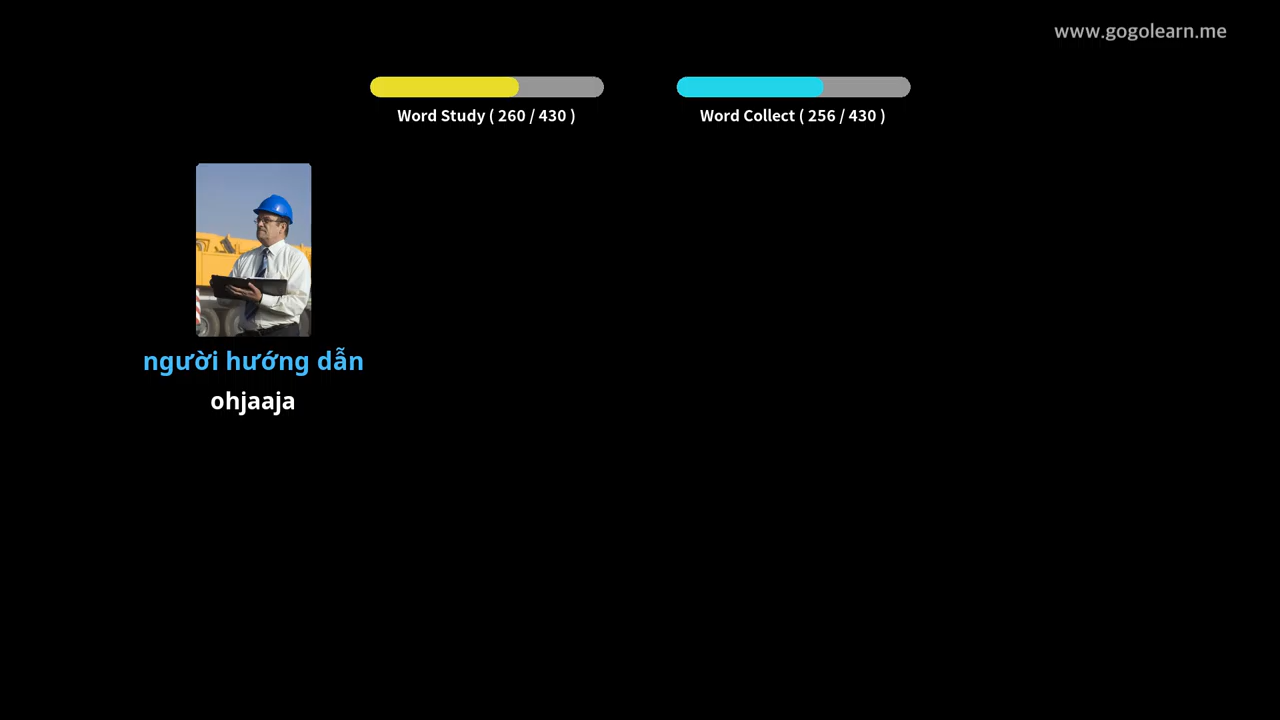 www.gogolearn.me
Word Study ( 260 / 430 )
Word Collect ( 256 / 430 )
người hướng dẫn
ohjaaja